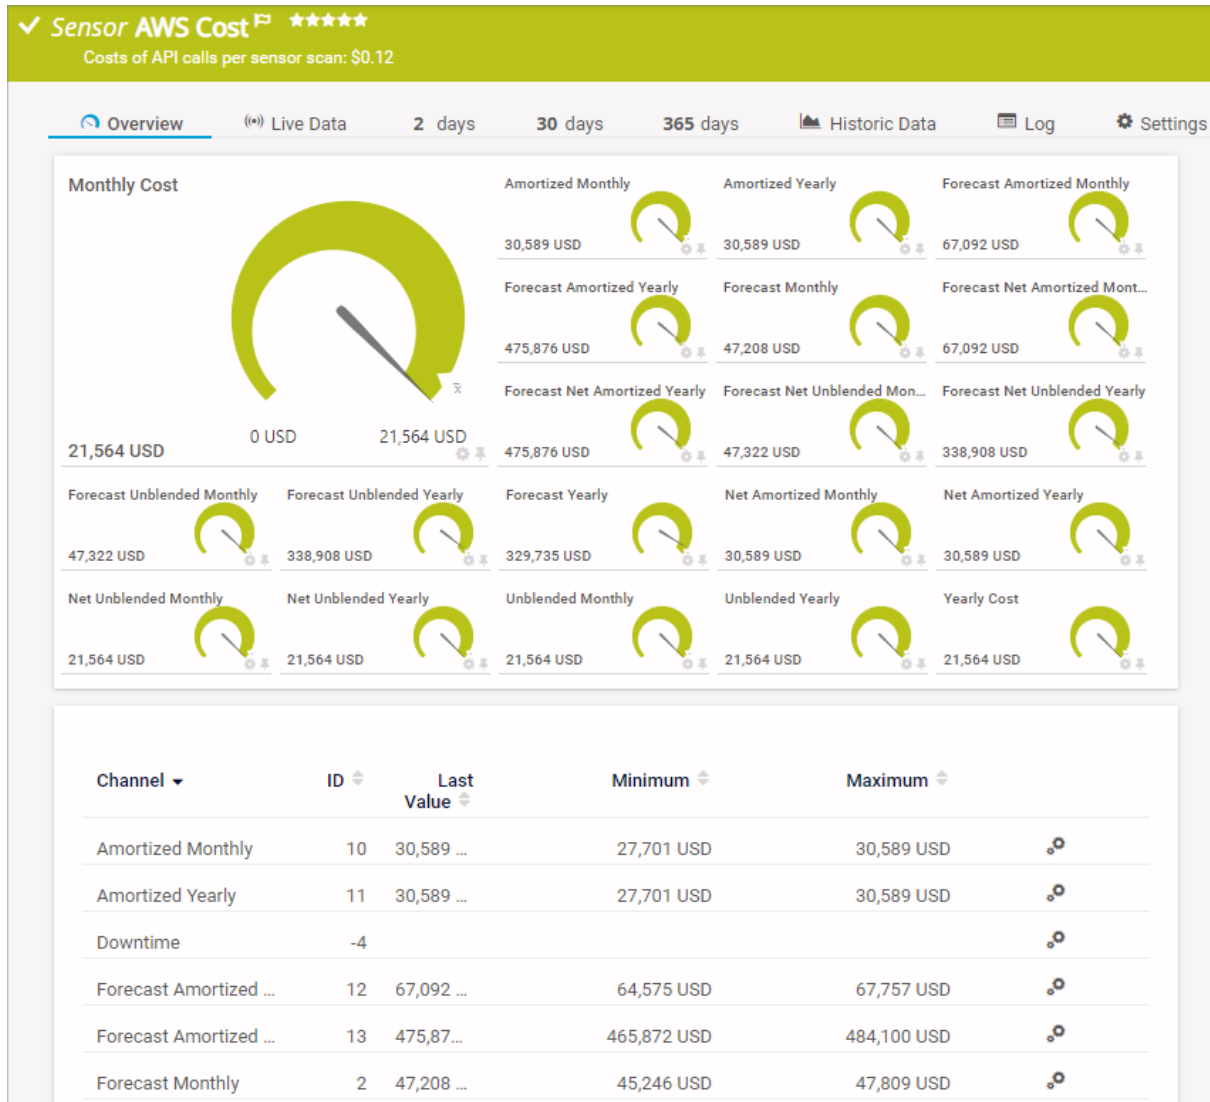 Sensor AWS Cost
Costs of API calls per sensor scan: $0.12
Overview Live Data 2 days 30 days 365 days Historic Data Log Settings
Monthly Cost
0 USD 21,564 USD
x̄
21,564 USD
Amortized Monthly Amortized Yearly Forecast Amortized Monthly
30,589 USD 30,589 USD 67,092 USD
Forecast Amortized Yearly Forecast Monthly Forecast Net Amortized Mont...
475,876 USD 47,208 USD 67,092 USD
Forecast Net Amortized Yearly Forecast Net Unblended Mon... Forecast Net Unblended Yearly
475,876 USD 47,322 USD 338,908 USD
Forecast Unblended Monthly Forecast Unblended Yearly Forecast Yearly Net Amortized Monthly Net Amortized Yearly
47,322 USD 338,908 USD 329,735 USD 30,589 USD 30,589 USD
Net Unblended Monthly Net Unblended Yearly Unblended Monthly Unblended Yearly Yearly Cost
21,564 USD 21,564 USD 21,564 USD 21,564 USD 21,564 USD
Channel ID Last Value Minimum Maximum
Amortized Monthly 10 30,589 ... 27,701 USD 30,589 USD
Amortized Yearly 11 30,589 ... 27,701 USD 30,589 USD
Downtime -4
Forecast Amortized ... 12 67,092 ... 64,575 USD 67,757 USD
Forecast Amortized ... 13 475,87... 465,872 USD 484,100 USD
Forecast Monthly 2 47,208 ... 45,246 USD 47,809 USD